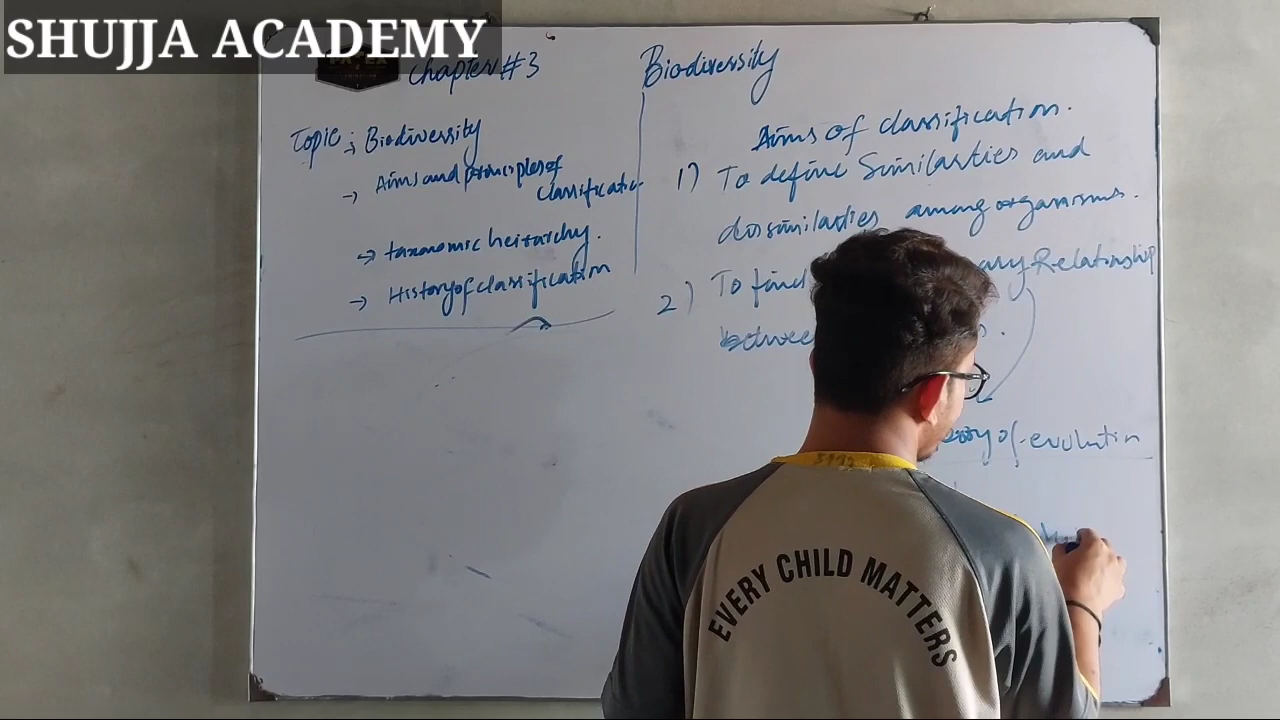 SHUJJA ACADEMY
Chapter #3
Biodiversity
Topic:
→ Biodiversity
→ Aims and principles of
classification
→ taxonomic heirarchy.
→ History of classification
Aims of classification.
1) To define Similarties and
dissimilarties among organisms.
2) To find ary Relationship
betwee s.
ory of evolution
EVERY CHILD MATTERS